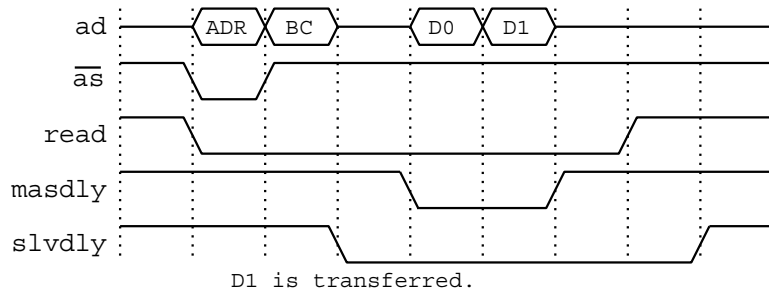 ad ADR BC D0 D1
as
read
masdly
slvdly
D1 is transferred.